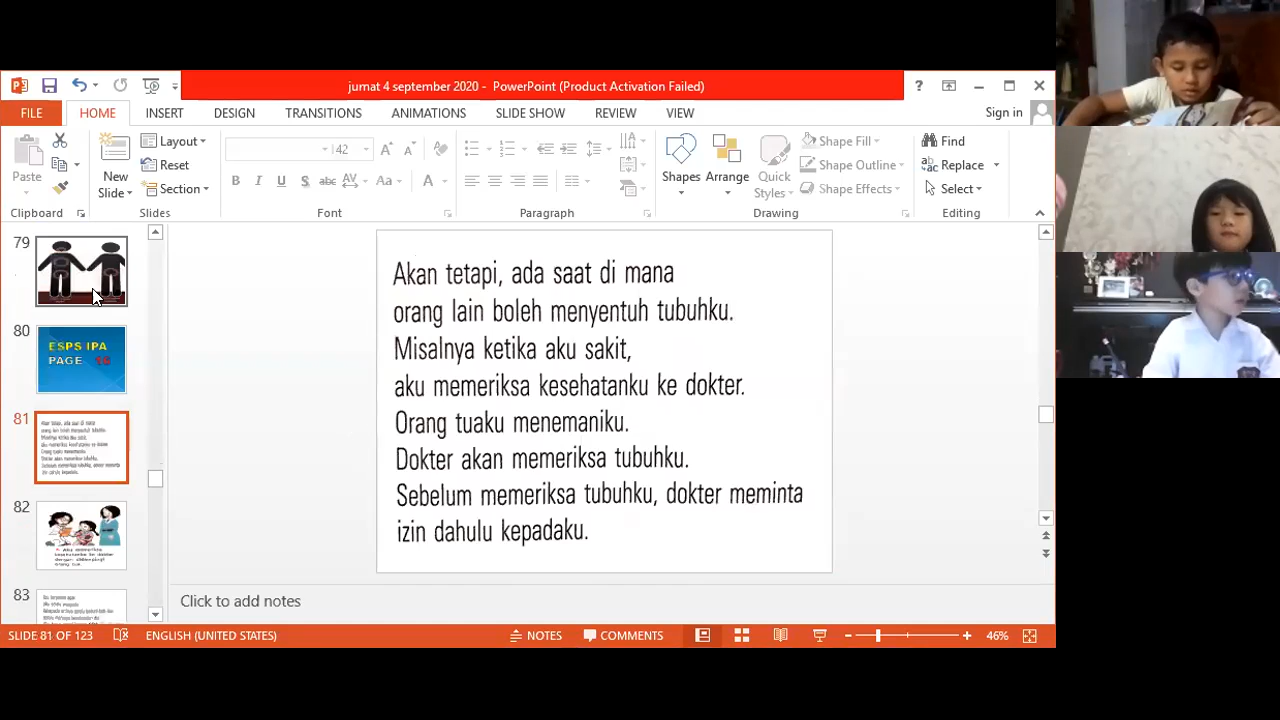 jumat 4 september 2020 - PowerPoint (Product Activation Failed)
FILE HOME INSERT DESIGN TRANSITIONS ANIMATIONS SLIDE SHOW REVIEW VIEW Sign in
Paste
New Slide
Layout
Reset
Section
42
Shapes
Arrange
Quick Styles
Shape Fill
Shape Outline
Shape Effects
Find
Replace
Select
Clipboard Slides Font Paragraph Drawing Editing
79
80
ESPS IPA
PAGE
81
82
83
Akan tetapi, ada saat di mana
orang lain boleh menyentuh tubuhku.
Misalnya ketika aku sakit,
aku memeriksa kesehatanku ke dokter.
Orang tuaku menemaniku.
Dokter akan memeriksa tubuhku.
Sebelum memeriksa tubuhku, dokter meminta
izin dahulu kepadaku.
Click to add notes
SLIDE 81 OF 123 ENGLISH (UNITED STATES) NOTES COMMENTS 46%